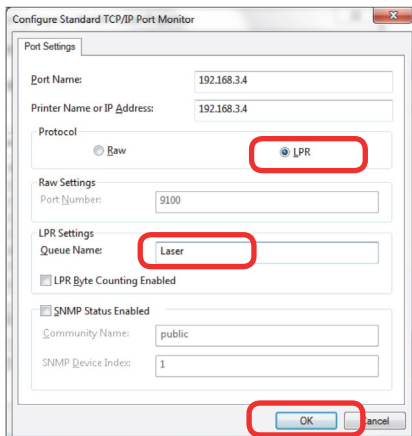 Configure Standard TCP/IP Port Monitor
Port Settings
Port Name: 192.168.3.4
Printer Name or IP Address: 192.168.3.4
Protocol
Raw LPR
Raw Settings
Port Number: 9100
LPR Settings
Queue Name: Laser
LPR Byte Counting Enabled
SNMP Status Enabled
Community Name: public
SNMP Device Index: 1
OK Cancel